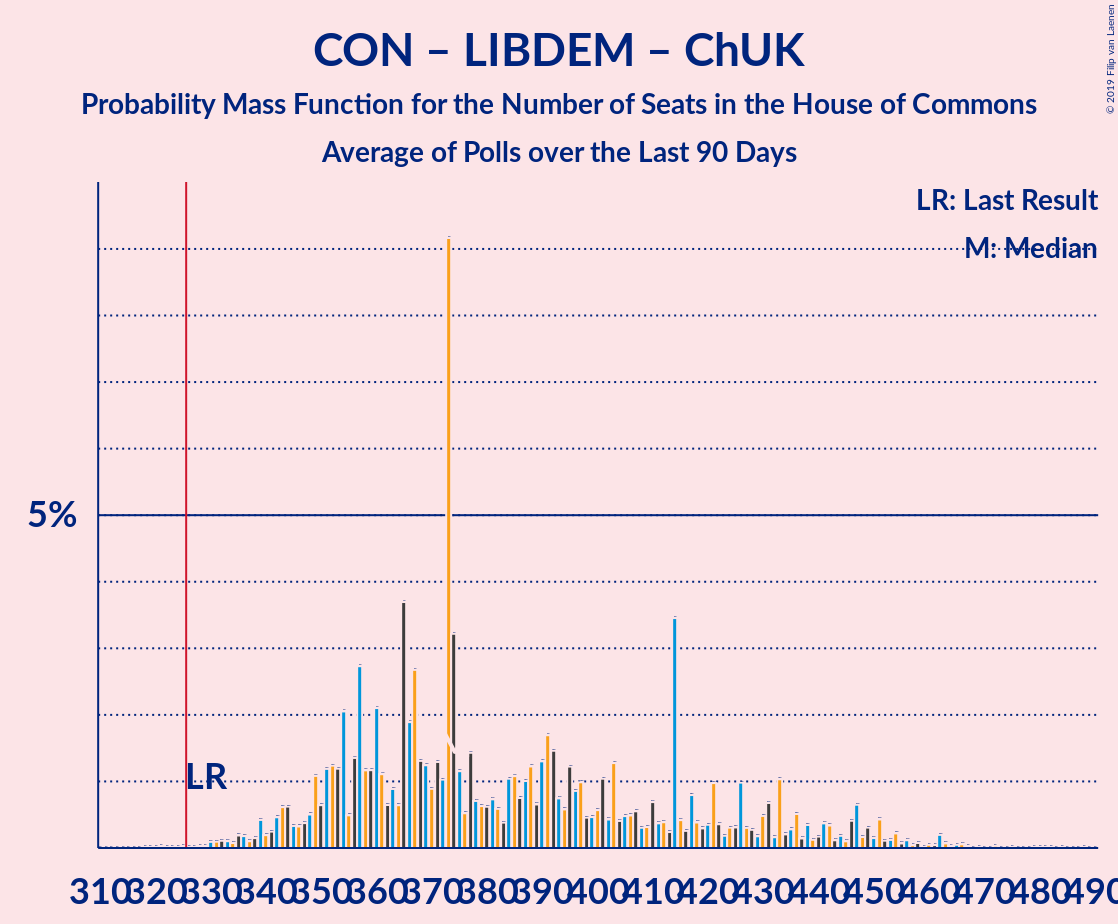 CON – LIBDEM – ChUK
Probability Mass Function for the Number of Seats in the House of Commons
Average of Polls over the Last 90 Days
© 2019 Filip van Laenen
LR: Last Result
M: Median
5%
LR
310 320 330 340 350 360 370 380 390 400 410 420 430 440 450 460 470 480 490